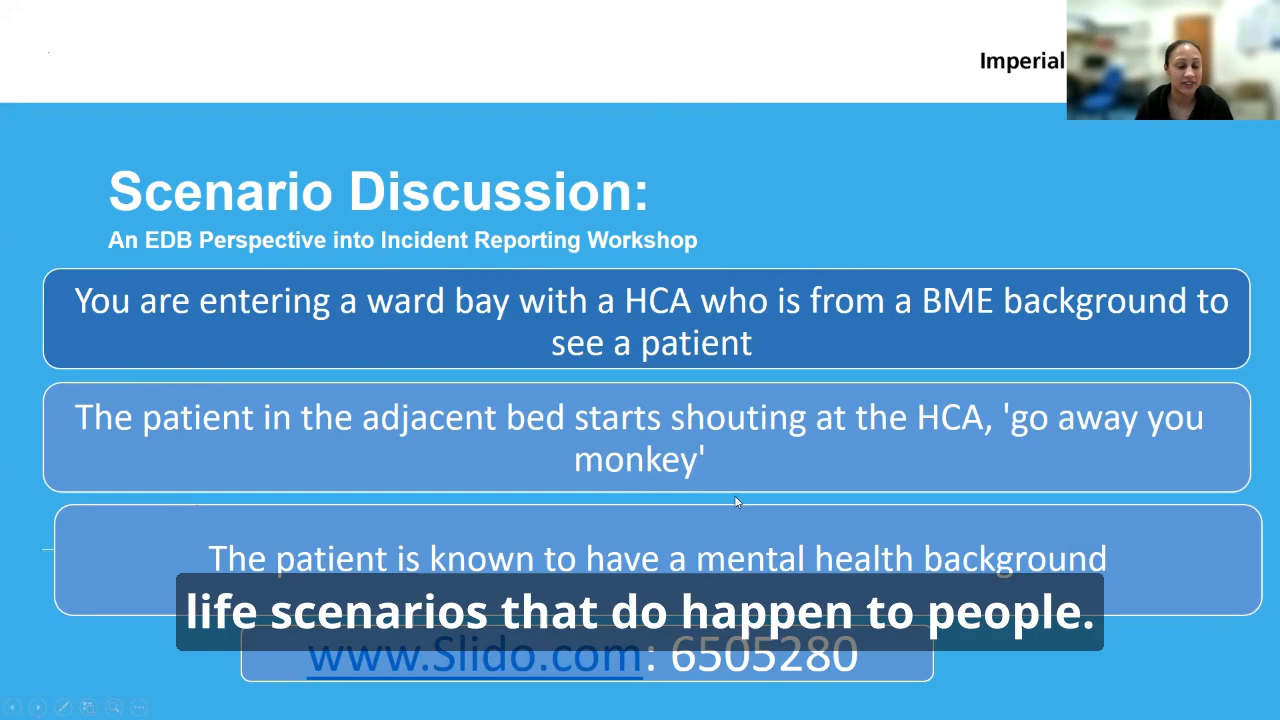 Imperial
Scenario Discussion:
An EDB Perspective into Incident Reporting Workshop
You are entering a ward bay with a HCA who is from a BME background to
see a patient
The patient in the adjacent bed starts shouting at the HCA, 'go away you
monkey'
The patient is known to have a mental health background
life scenarios that do happen to people.
www.Slido.com: 6505280